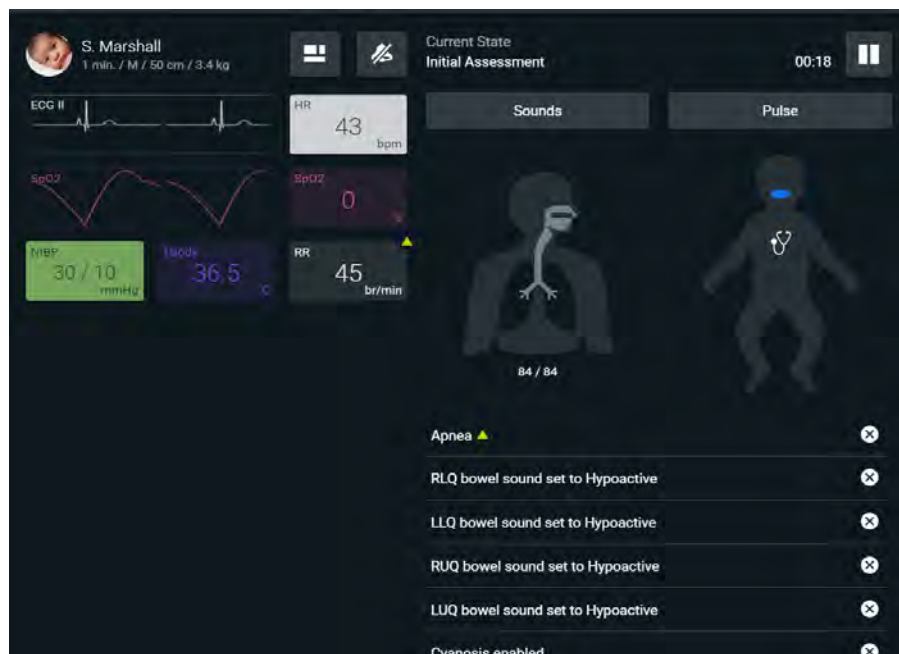 S. Marshall
1 min. / M / 50 cm / 3.4 kg
Current State
Initial Assessment
00:18
ECG II
HR
43
bpm
Sounds
Pulse
SpO2
SpO2
0
%
NIBP
30 / 10
mmHg
36.5
C
RR
45
br/min
84 / 84
Apnea
RLQ bowel sound set to Hypoactive
LLQ bowel sound set to Hypoactive
RUQ bowel sound set to Hypoactive
LUQ bowel sound set to Hypoactive
Cyanosis enabled